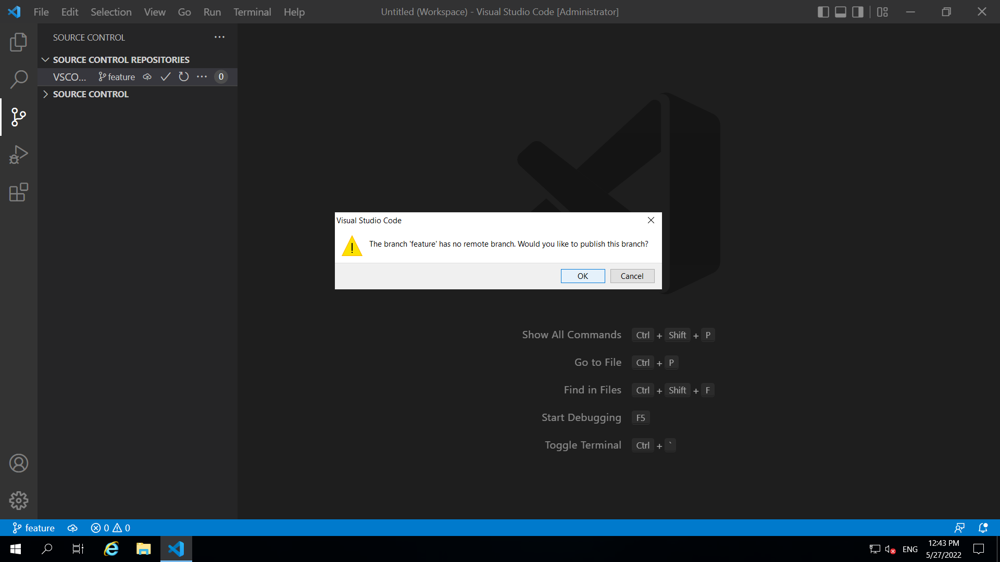 File Edit Selection View Go Run Terminal Help
Untitled (Workspace) - Visual Studio Code [Administrator]
SOURCE CONTROL
SOURCE CONTROL REPOSITORIES
VSCO... feature 0
SOURCE CONTROL
Visual Studio Code
The branch 'feature' has no remote branch. Would you like to publish this branch?
OK Cancel
Show All Commands Ctrl + Shift + P
Go to File Ctrl + P
Find in Files Ctrl + Shift + F
Start Debugging F5
Toggle Terminal Ctrl + `
feature 0 0
ENG
12:43 PM
5/27/2022